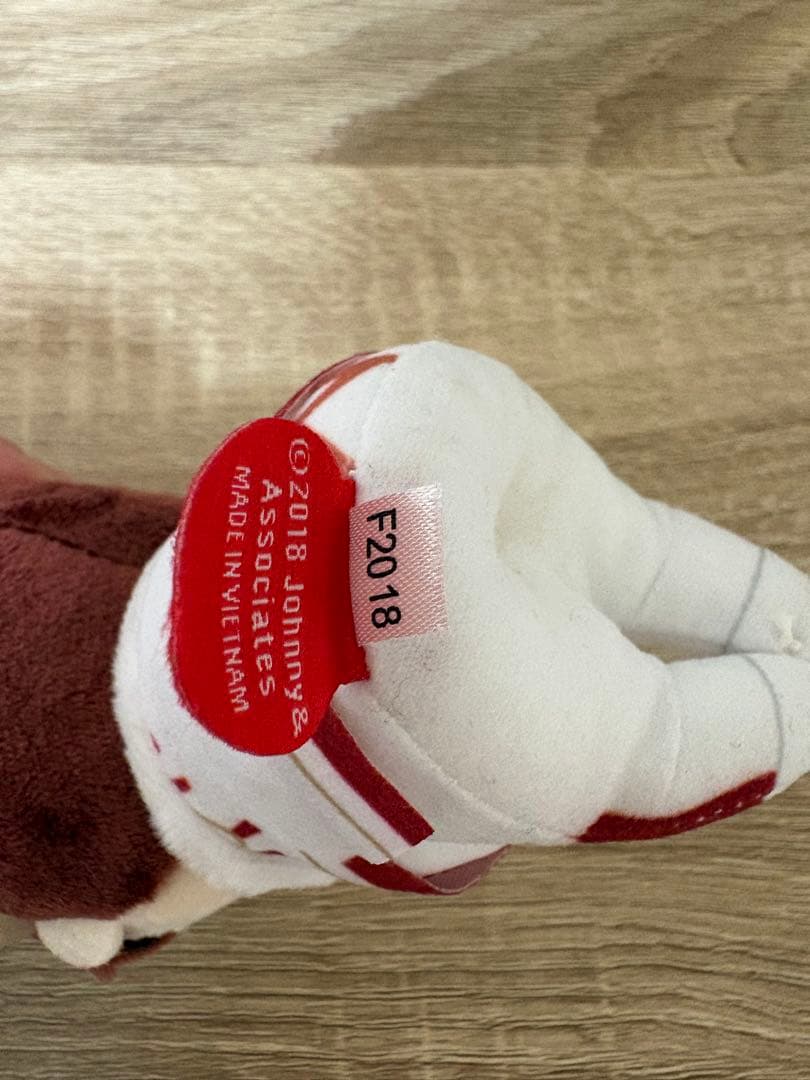 ©2018 Johnny &
Associates
MADE IN VIETNAM
F2018